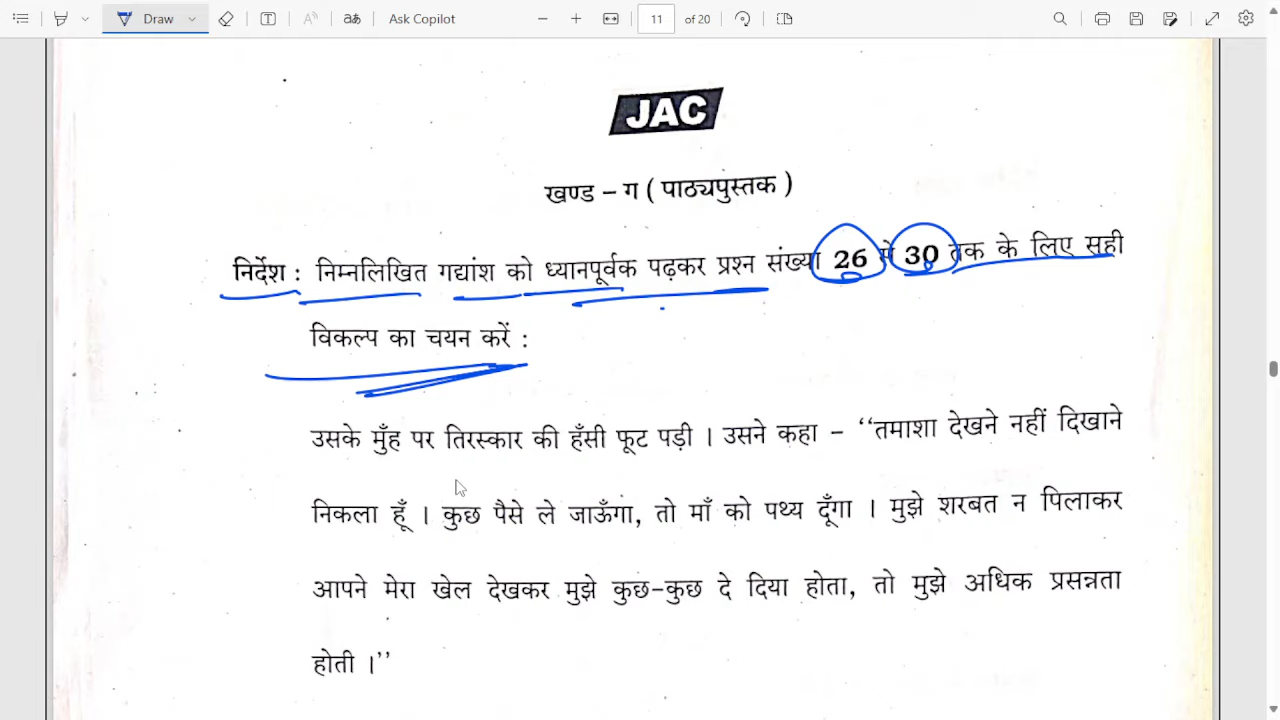 Draw
Ask Copilot
11 of 20
JAC
खण्ड – ग ( पाठ्यपुस्तक )
निर्देश : निम्नलिखित गद्यांश को ध्यानपूर्वक पढ़कर प्रश्न संख्या 26 से 30 तक के लिए सही
विकल्प का चयन करें :
उसके मुँह पर तिरस्कार की हँसी फूट पड़ी । उसने कहा – ‘‘तमाशा देखने नहीं दिखाने
निकला हूँ । कुछ पैसे ले जाऊँगा, तो माँ को पथ्य दूँगा । मुझे शरबत न पिलाकर
आपने मेरा खेल देखकर मुझे कुछ-कुछ दे दिया होता, तो मुझे अधिक प्रसन्नता
होती ।’’